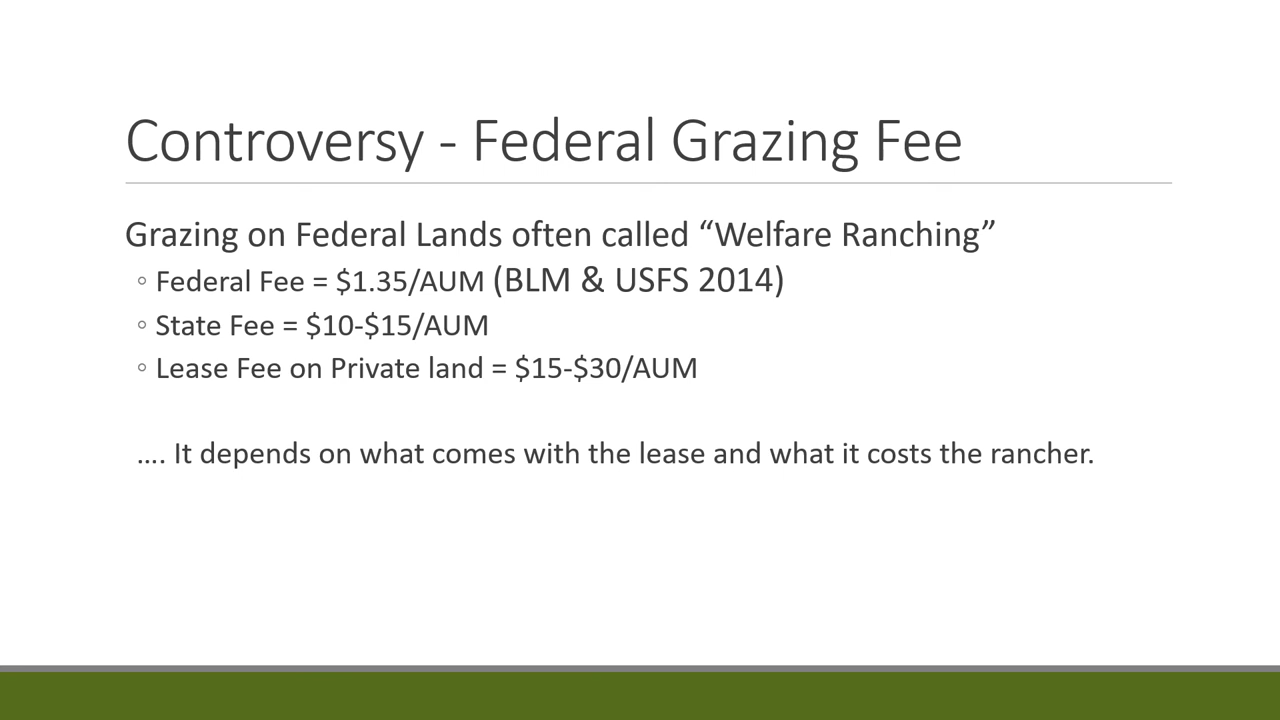 Controversy - Federal Grazing Fee
Grazing on Federal Lands often called “Welfare Ranching”
◦ Federal Fee = $1.35/AUM (BLM & USFS 2014)
◦ State Fee = $10-$15/AUM
◦ Lease Fee on Private land = $15-$30/AUM
…. It depends on what comes with the lease and what it costs the rancher.